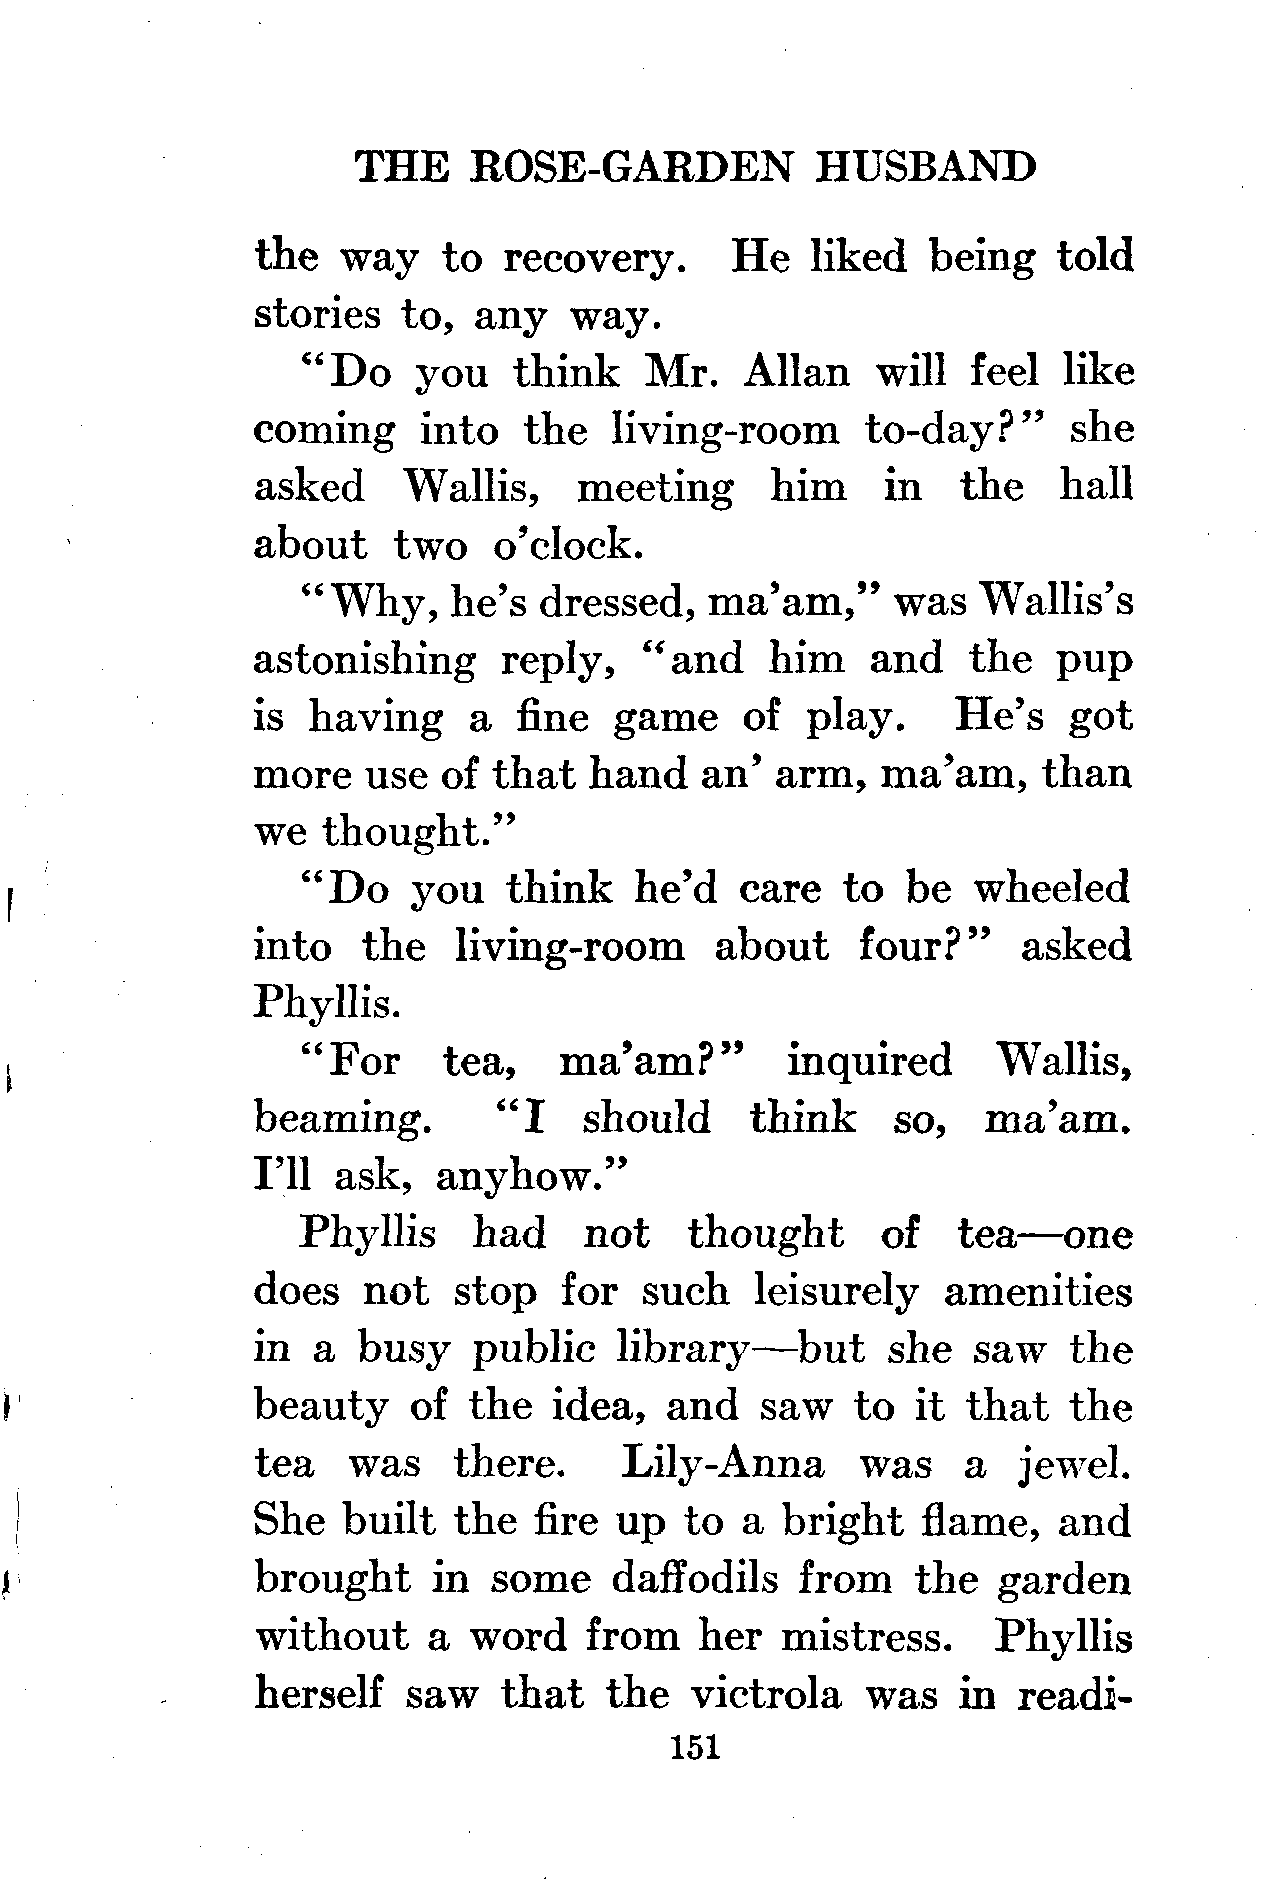 THE ROSE-GARDEN HUSBAND
the way to recovery. He liked being told
stories to, any way.
"Do you think Mr. Allan will feel like
coming into the living-room to-day?" she
asked Wallis, meeting him in the hall
about two o'clock.
"Why, he's dressed, ma'am," was Wallis's
astonishing reply, "and him and the pup
is having a fine game of play. He's got
more use of that hand an' arm, ma'am, than
we thought."
"Do you think he'd care to be wheeled
into the living-room about four?" asked
Phyllis.
"For tea, ma'am?" inquired Wallis,
beaming. "I should think so, ma'am.
I'll ask, anyhow."
Phyllis had not thought of tea—one
does not stop for such leisurely amenities
in a busy public library—but she saw the
beauty of the idea, and saw to it that the
tea was there. Lily-Anna was a jewel.
She built the fire up to a bright flame, and
brought in some daffodils from the garden
without a word from her mistress. Phyllis
herself saw that the victrola was in readi-
151